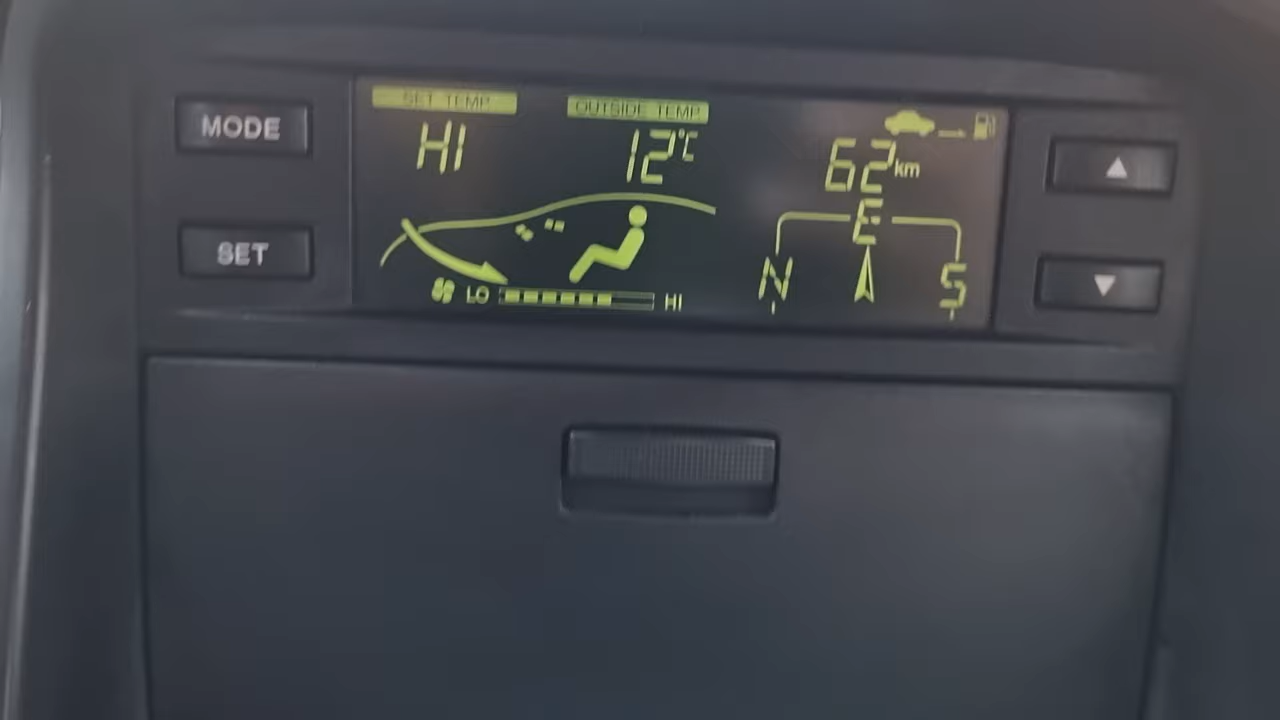 MODE
SET TEMP
OUTSIDE TEMP
HI
12°C
62km
SET
E
N
S
LO
HI